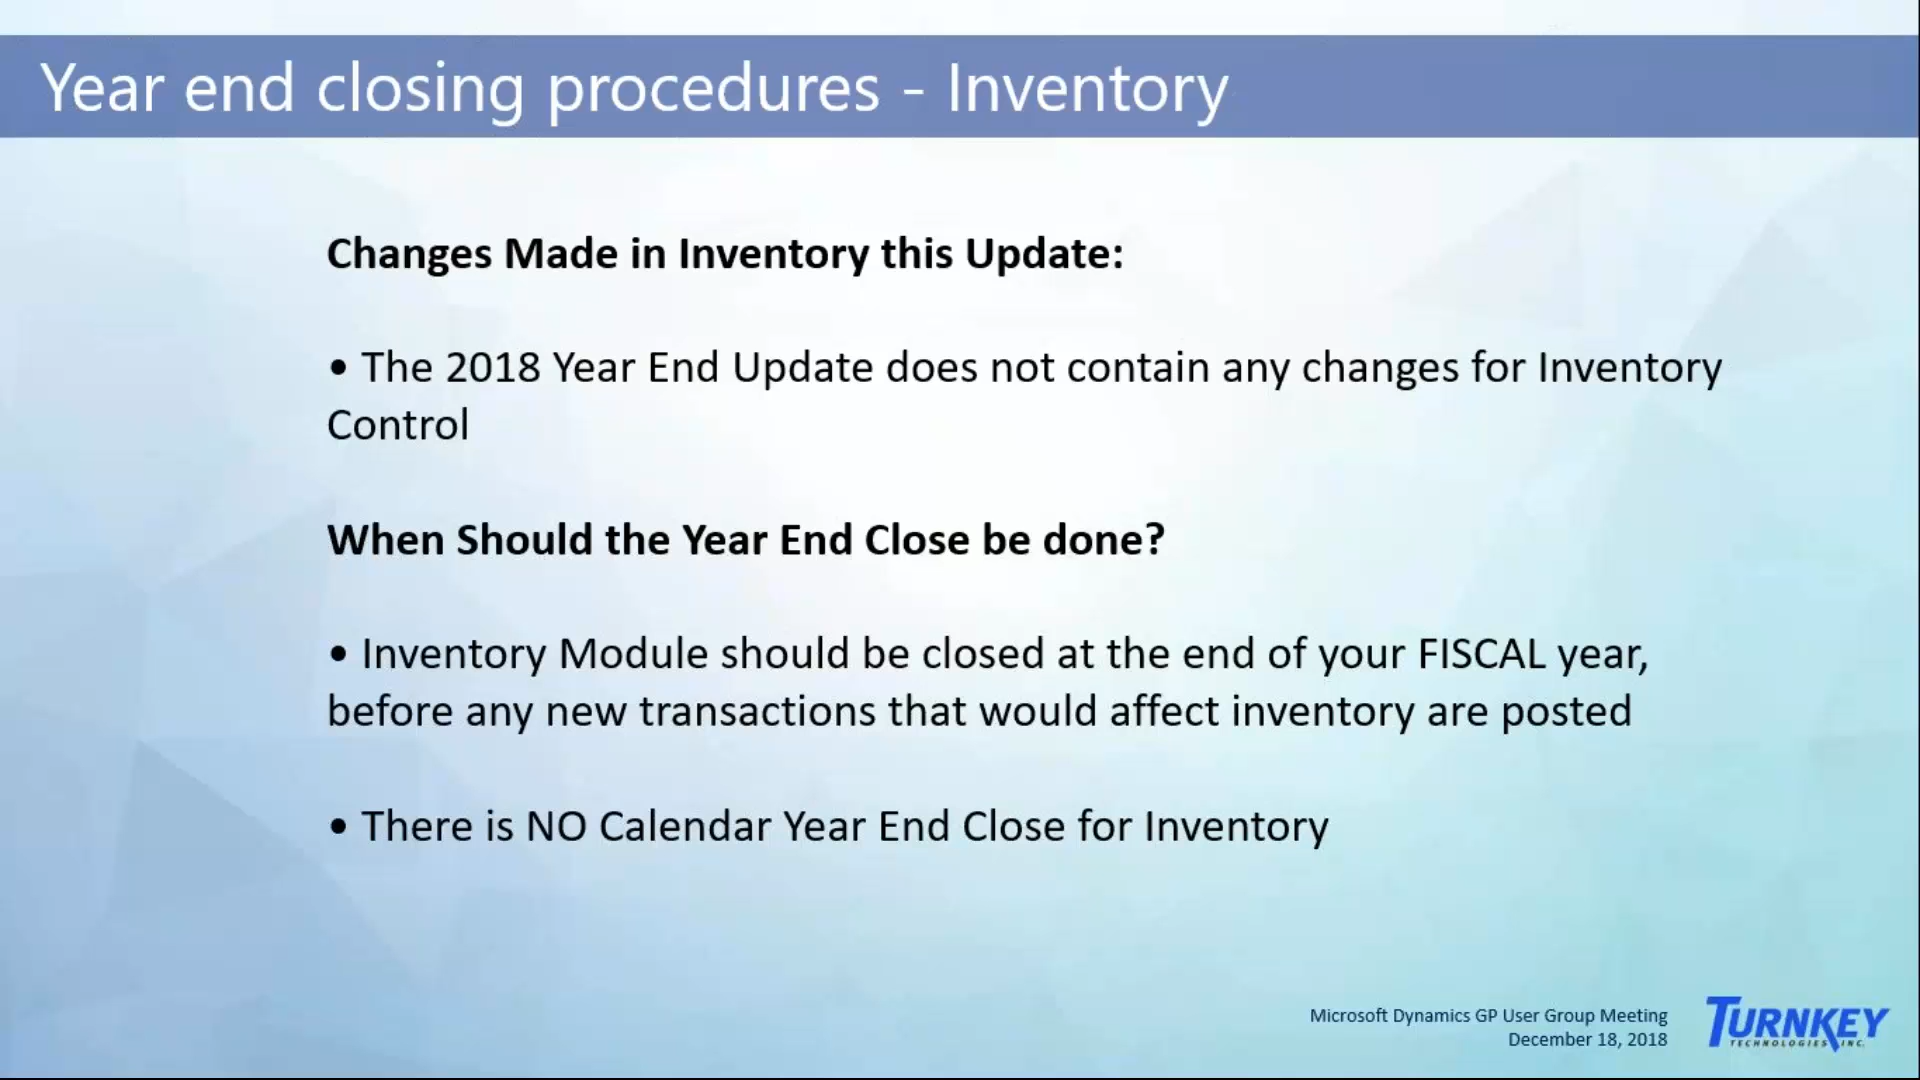 Year end closing procedures - Inventory
Changes Made in Inventory this Update:
• The 2018 Year End Update does not contain any changes for Inventory
Control
When Should the Year End Close be done?
• Inventory Module should be closed at the end of your FISCAL year,
before any new transactions that would affect inventory are posted
• There is NO Calendar Year End Close for Inventory
Microsoft Dynamics GP User Group Meeting
December 18, 2018
TURNKEY
TECHNOLOGIES, INC.